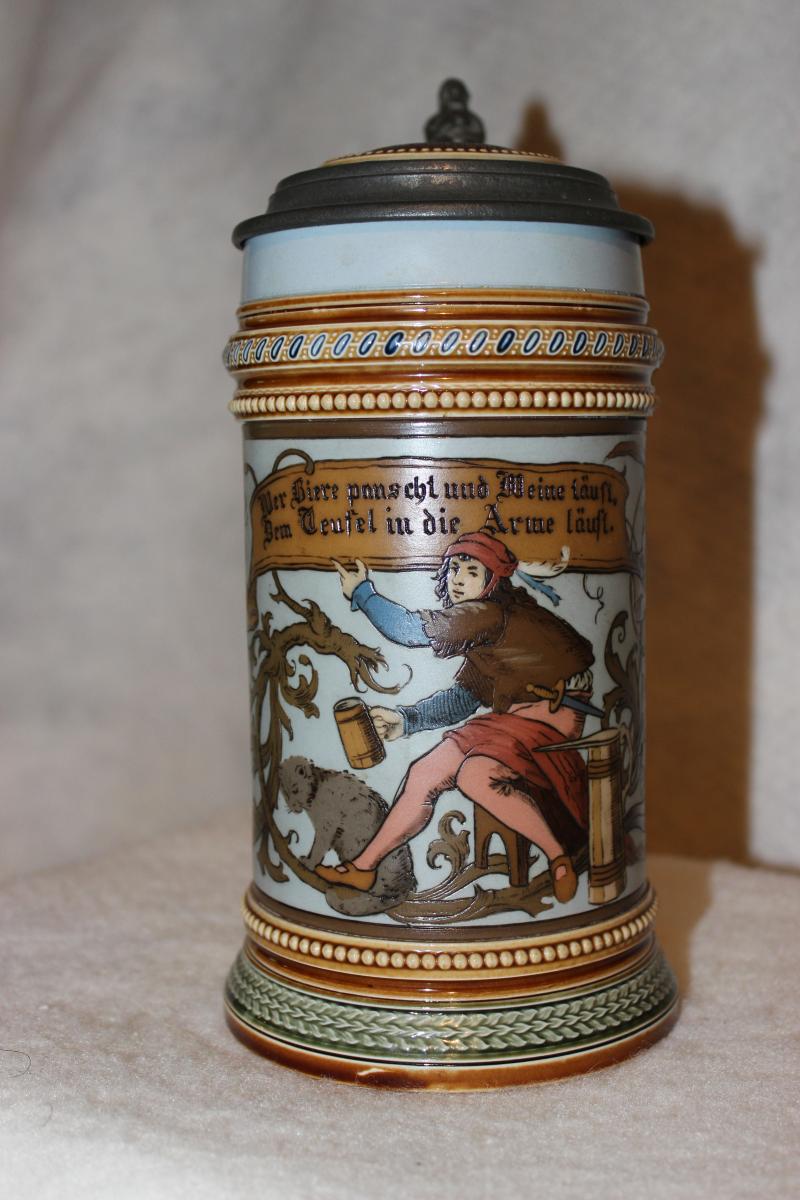 Wer Biere panscht und Weine täuft,
Dem Teufel in die Arme läuft.